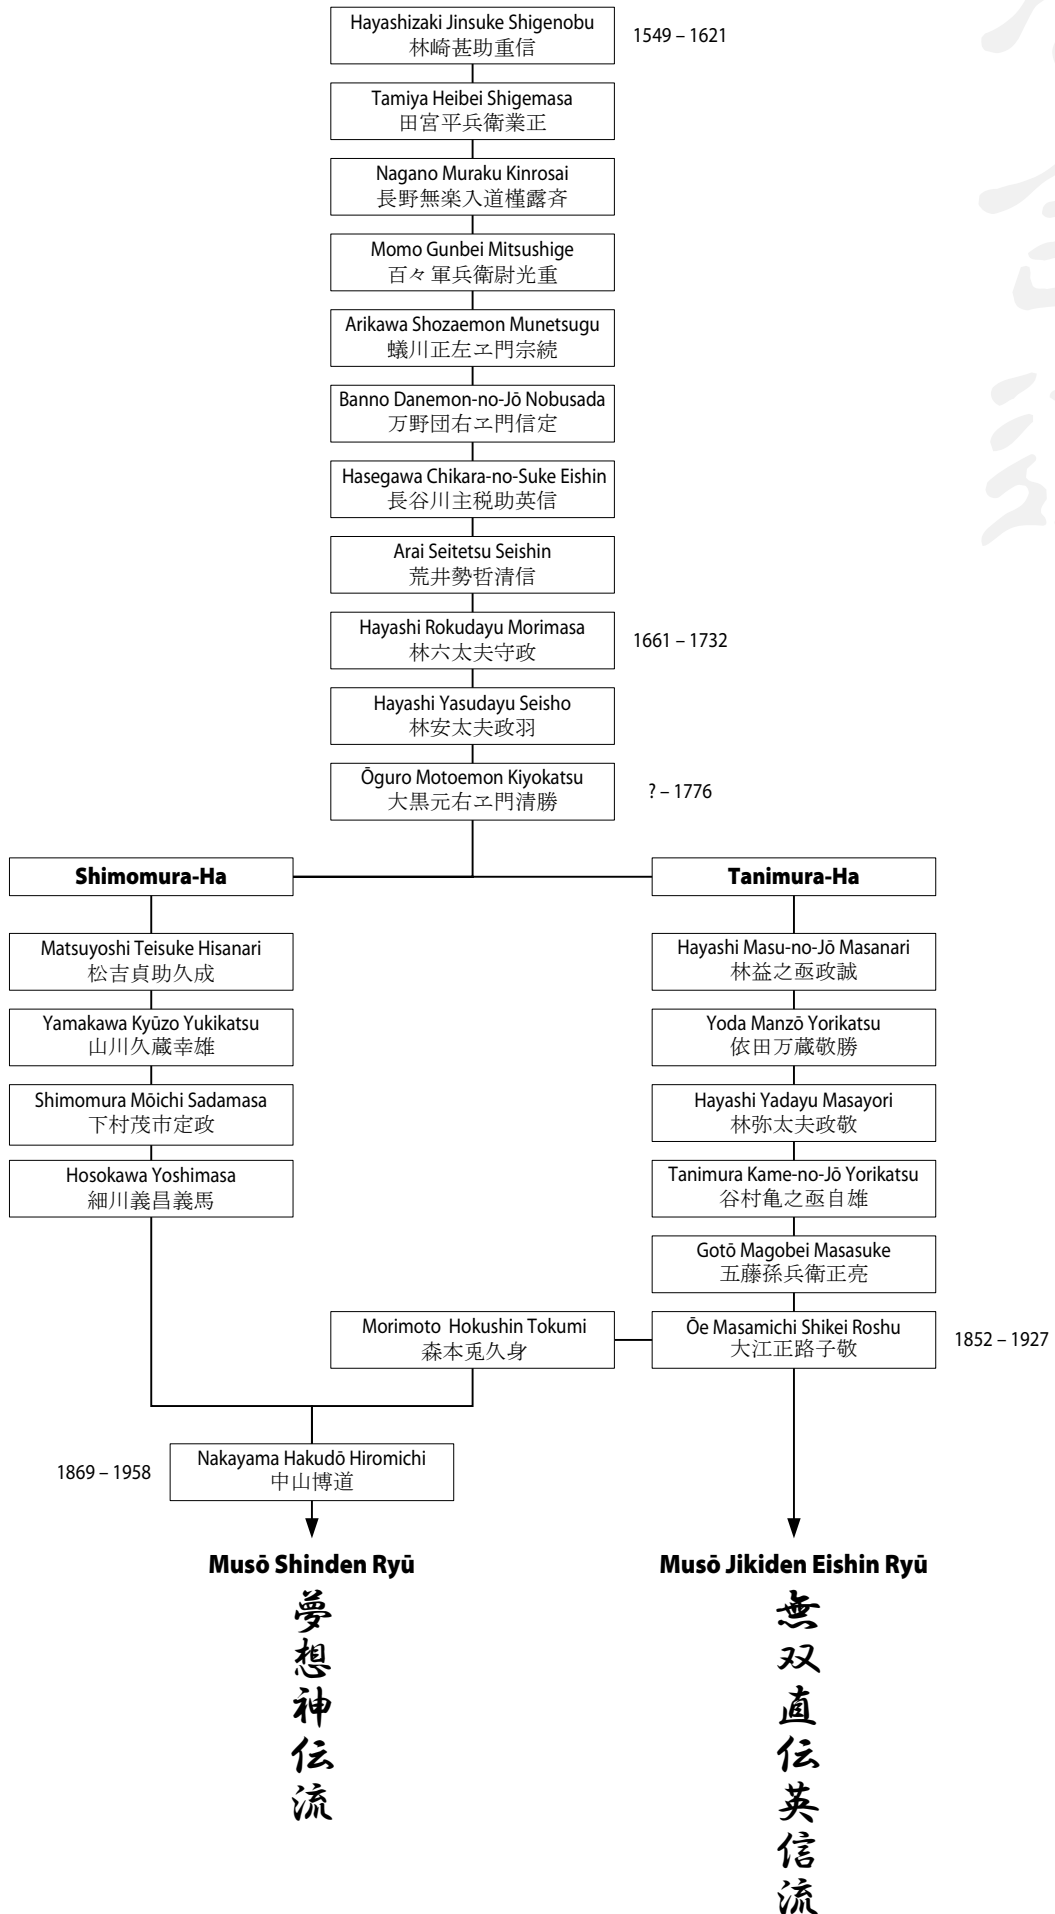 Hayashizaki Jinsuke Shigenobu
林崎甚助重信
1549 – 1621
Tamiya Heibei Shigemasa
田宮平兵衛業正
Nagano Muraku Kinrosai
長野無楽入道槿露斉
Momo Gunbei Mitsushige
百々軍兵衛尉光重
Arikawa Shozaemon Munetsugu
蟻川正左ヱ門宗続
Banno Danemon-no-Jō Nobusada
万野団右ヱ門信定
Hasegawa Chikara-no-Suke Eishin
長谷川主税助英信
Arai Seitetsu Seishin
荒井勢哲清信
Hayashi Rokudayu Morimasa
林六太夫守政
1661 – 1732
Hayashi Yasudayu Seisho
林安太夫政羽
Ōguro Motoemon Kiyokatsu
大黒元右ヱ門清勝
? – 1776
Shimomura-Ha
Matsuyoshi Teisuke Hisanari
松吉貞助久成
Yamakawa Kyūzo Yukikatsu
山川久蔵幸雄
Shimomura Mōichi Sadamasa
下村茂市定政
Hosokawa Yoshimasa
細川義昌義馬
Tanimura-Ha
Hayashi Masu-no-Jō Masanari
林益之亟政誠
Yoda Manzō Yorikatsu
依田万蔵敬勝
Hayashi Yadayu Masayori
林弥太夫政敬
Tanimura Kame-no-Jō Yorikatsu
谷村亀之亟自雄
Gotō Magobei Masasuke
五藤孫兵衛正亮
Morimoto Hokushin Tokumi
森本兎久身
Ōe Masamichi Shikei Roshu
大江正路子敬
1852 – 1927
1869 – 1958
Nakayama Hakudō Hiromichi
中山博道
Musō Shinden Ryū
夢想神伝流
Musō Jikiden Eishin Ryū
無双直伝英信流